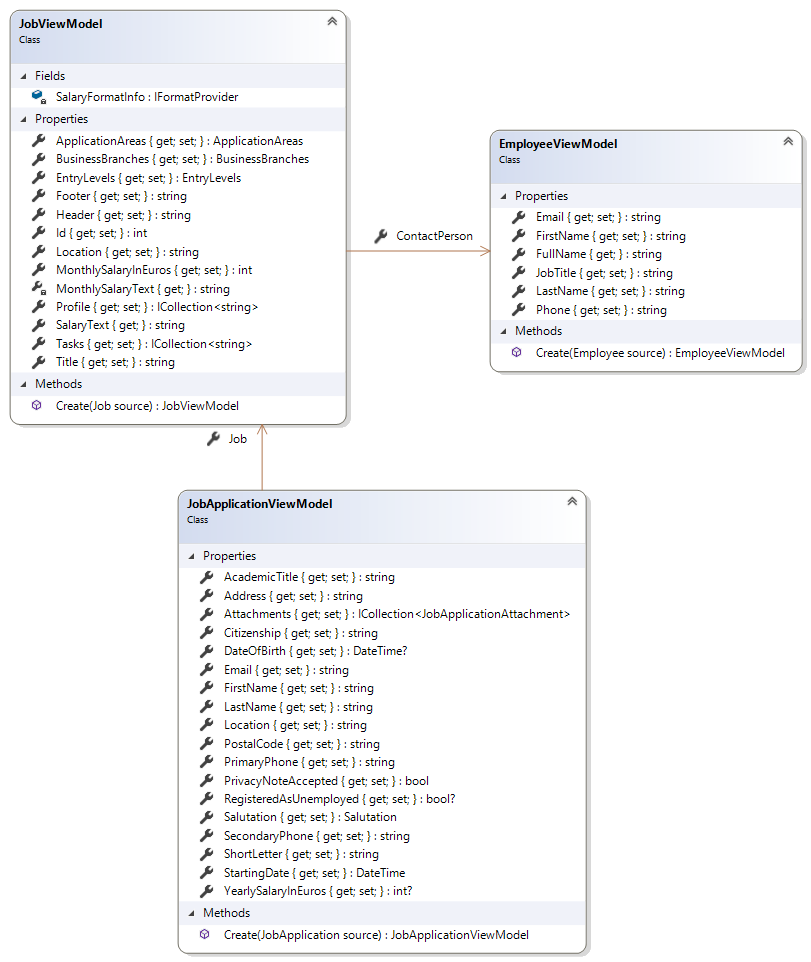 JobViewModel
Class
Fields
SalaryFormatInfo : IFormatProvider
Properties
ApplicationAreas { get; set; } : ApplicationAreas
BusinessBranches { get; set; } : BusinessBranches
EntryLevels { get; set; } : EntryLevels
Footer { get; set; } : string
Header { get; set; } : string
Id { get; set; } : int
Location { get; set; } : string
MonthlySalaryInEuros { get; set; } : int
MonthlySalaryText { get; } : string
Profile { get; set; } : ICollection<string>
SalaryText { get; } : string
Tasks { get; set; } : ICollection<string>
Title { get; set; } : string
Methods
Create(Job source) : JobViewModel
ContactPerson
EmployeeViewModel
Class
Properties
Email { get; set; } : string
FirstName { get; set; } : string
FullName { get; } : string
JobTitle { get; set; } : string
LastName { get; set; } : string
Phone { get; set; } : string
Methods
Create(Employee source) : EmployeeViewModel
Job
JobApplicationViewModel
Class
Properties
AcademicTitle { get; set; } : string
Address { get; set; } : string
Attachments { get; set; } : ICollection<JobApplicationAttachment>
Citizenship { get; set; } : string
DateOfBirth { get; set; } : DateTime?
Email { get; set; } : string
FirstName { get; set; } : string
LastName { get; set; } : string
Location { get; set; } : string
PostalCode { get; set; } : string
PrimaryPhone { get; set; } : string
PrivacyNoteAccepted { get; set; } : bool
RegisteredAsUnemployed { get; set; } : bool?
Salutation { get; set; } : Salutation
SecondaryPhone { get; set; } : string
ShortLetter { get; set; } : string
StartingDate { get; set; } : DateTime
YearlySalaryInEuros { get; set; } : int?
Methods
Create(JobApplication source) : JobApplicationViewModel